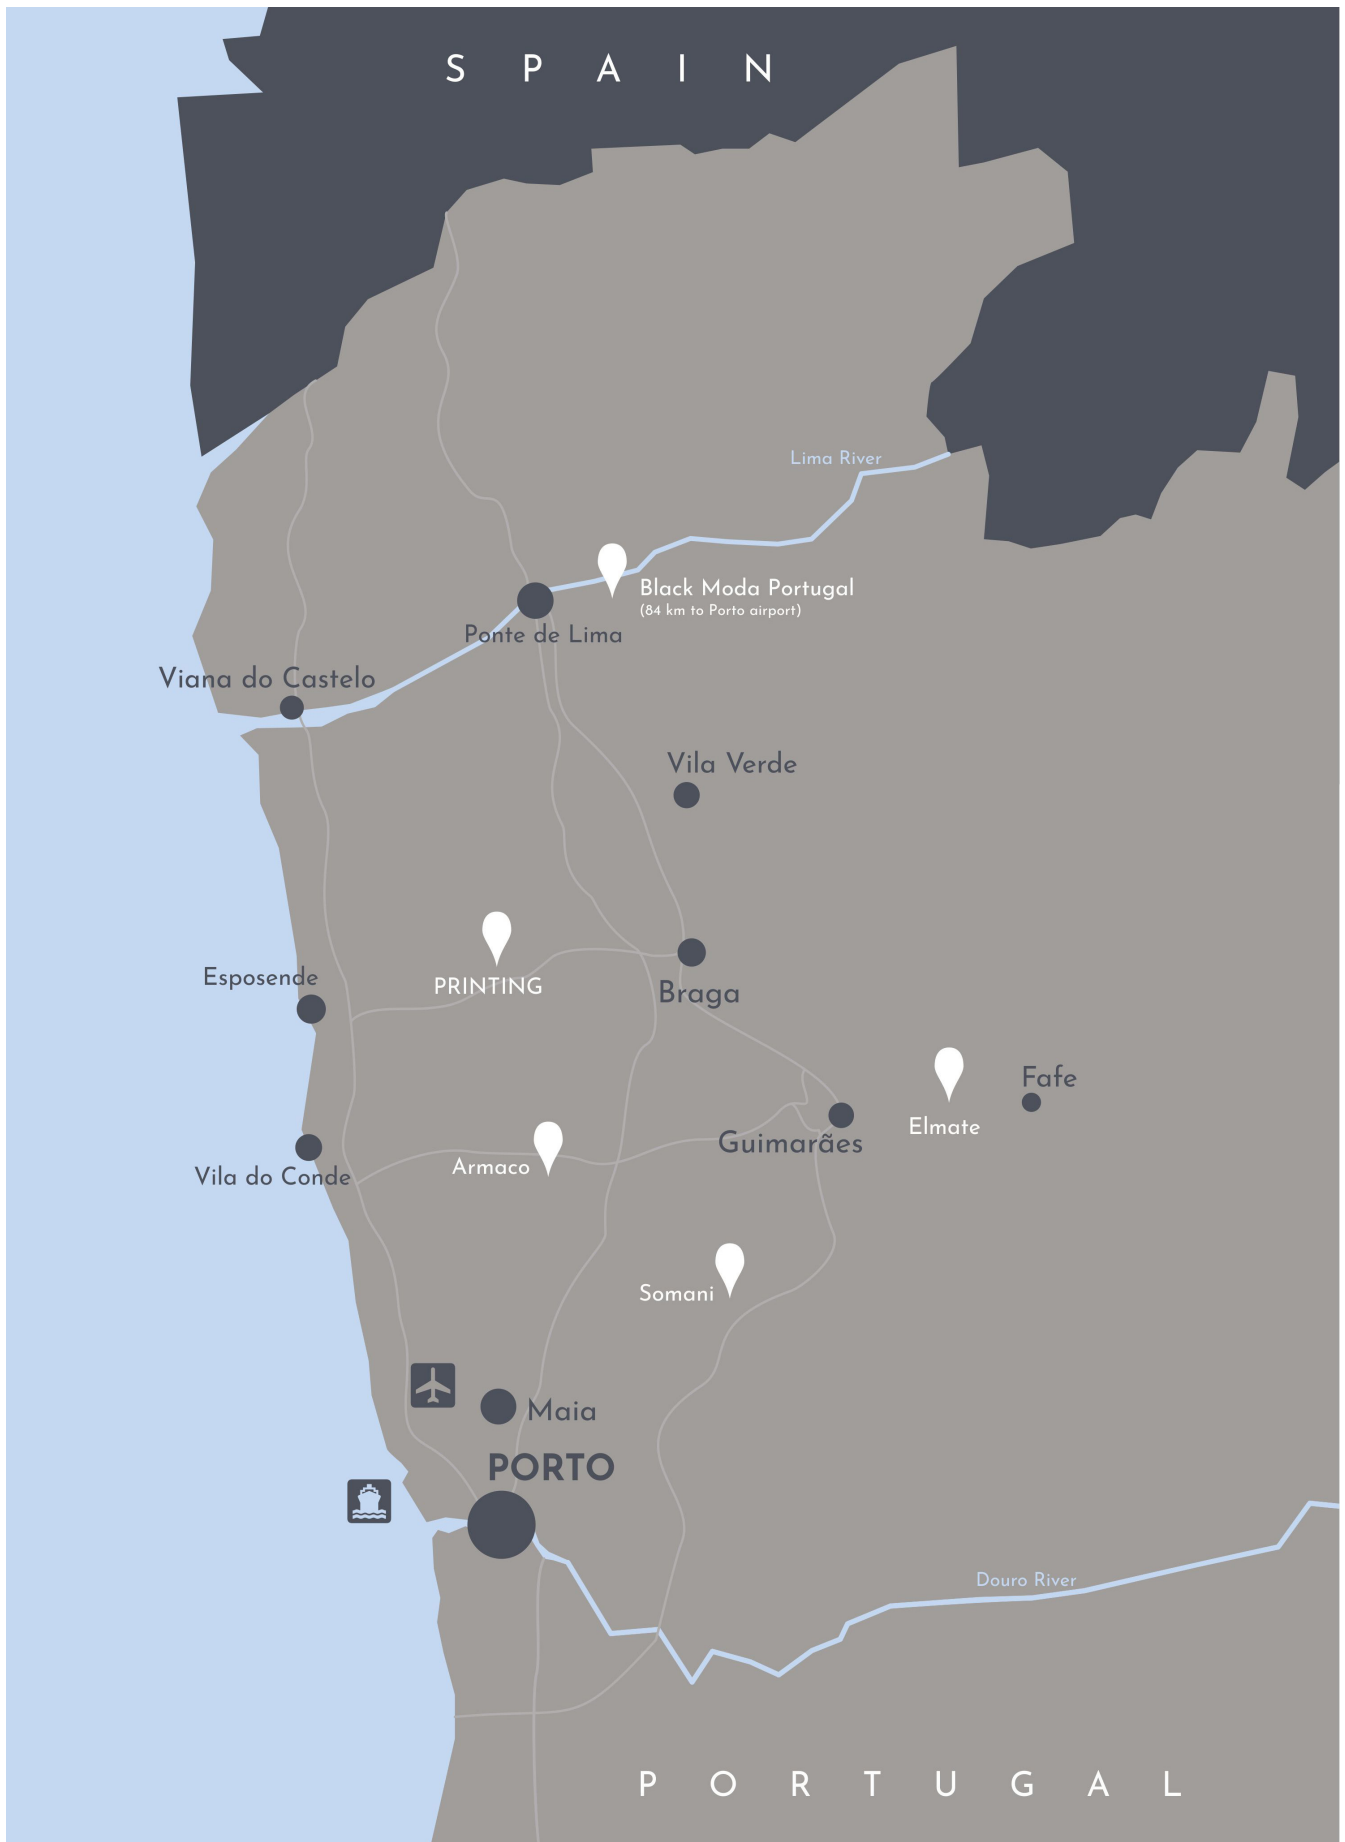 SPAIN
Lima River
Black Moda Portugal
(84 km to Porto airport)
Ponte de Lima
Viana do Castelo
Vila Verde
PRINTING
Esposende
Braga
Fafe
Elmate
Guimarães
Armaco
Vila do Conde
Somani
Maia
PORTO
Douro River
PORTUGAL